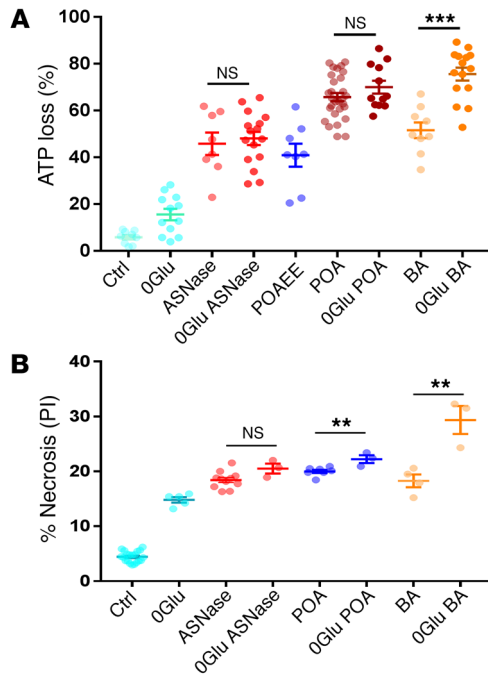 A
ATP loss (%)
100
80
60
40
20
0
NS
NS
***
Ctrl
0Glu
ASNase
0Glu ASNase
POAEE
POA
0Glu POA
BA
0Glu BA
B
% Necrosis (PI)
40
30
20
10
0
NS
**
**
Ctrl
0Glu
ASNase
0Glu ASNase
POA
0Glu POA
BA
0Glu BA